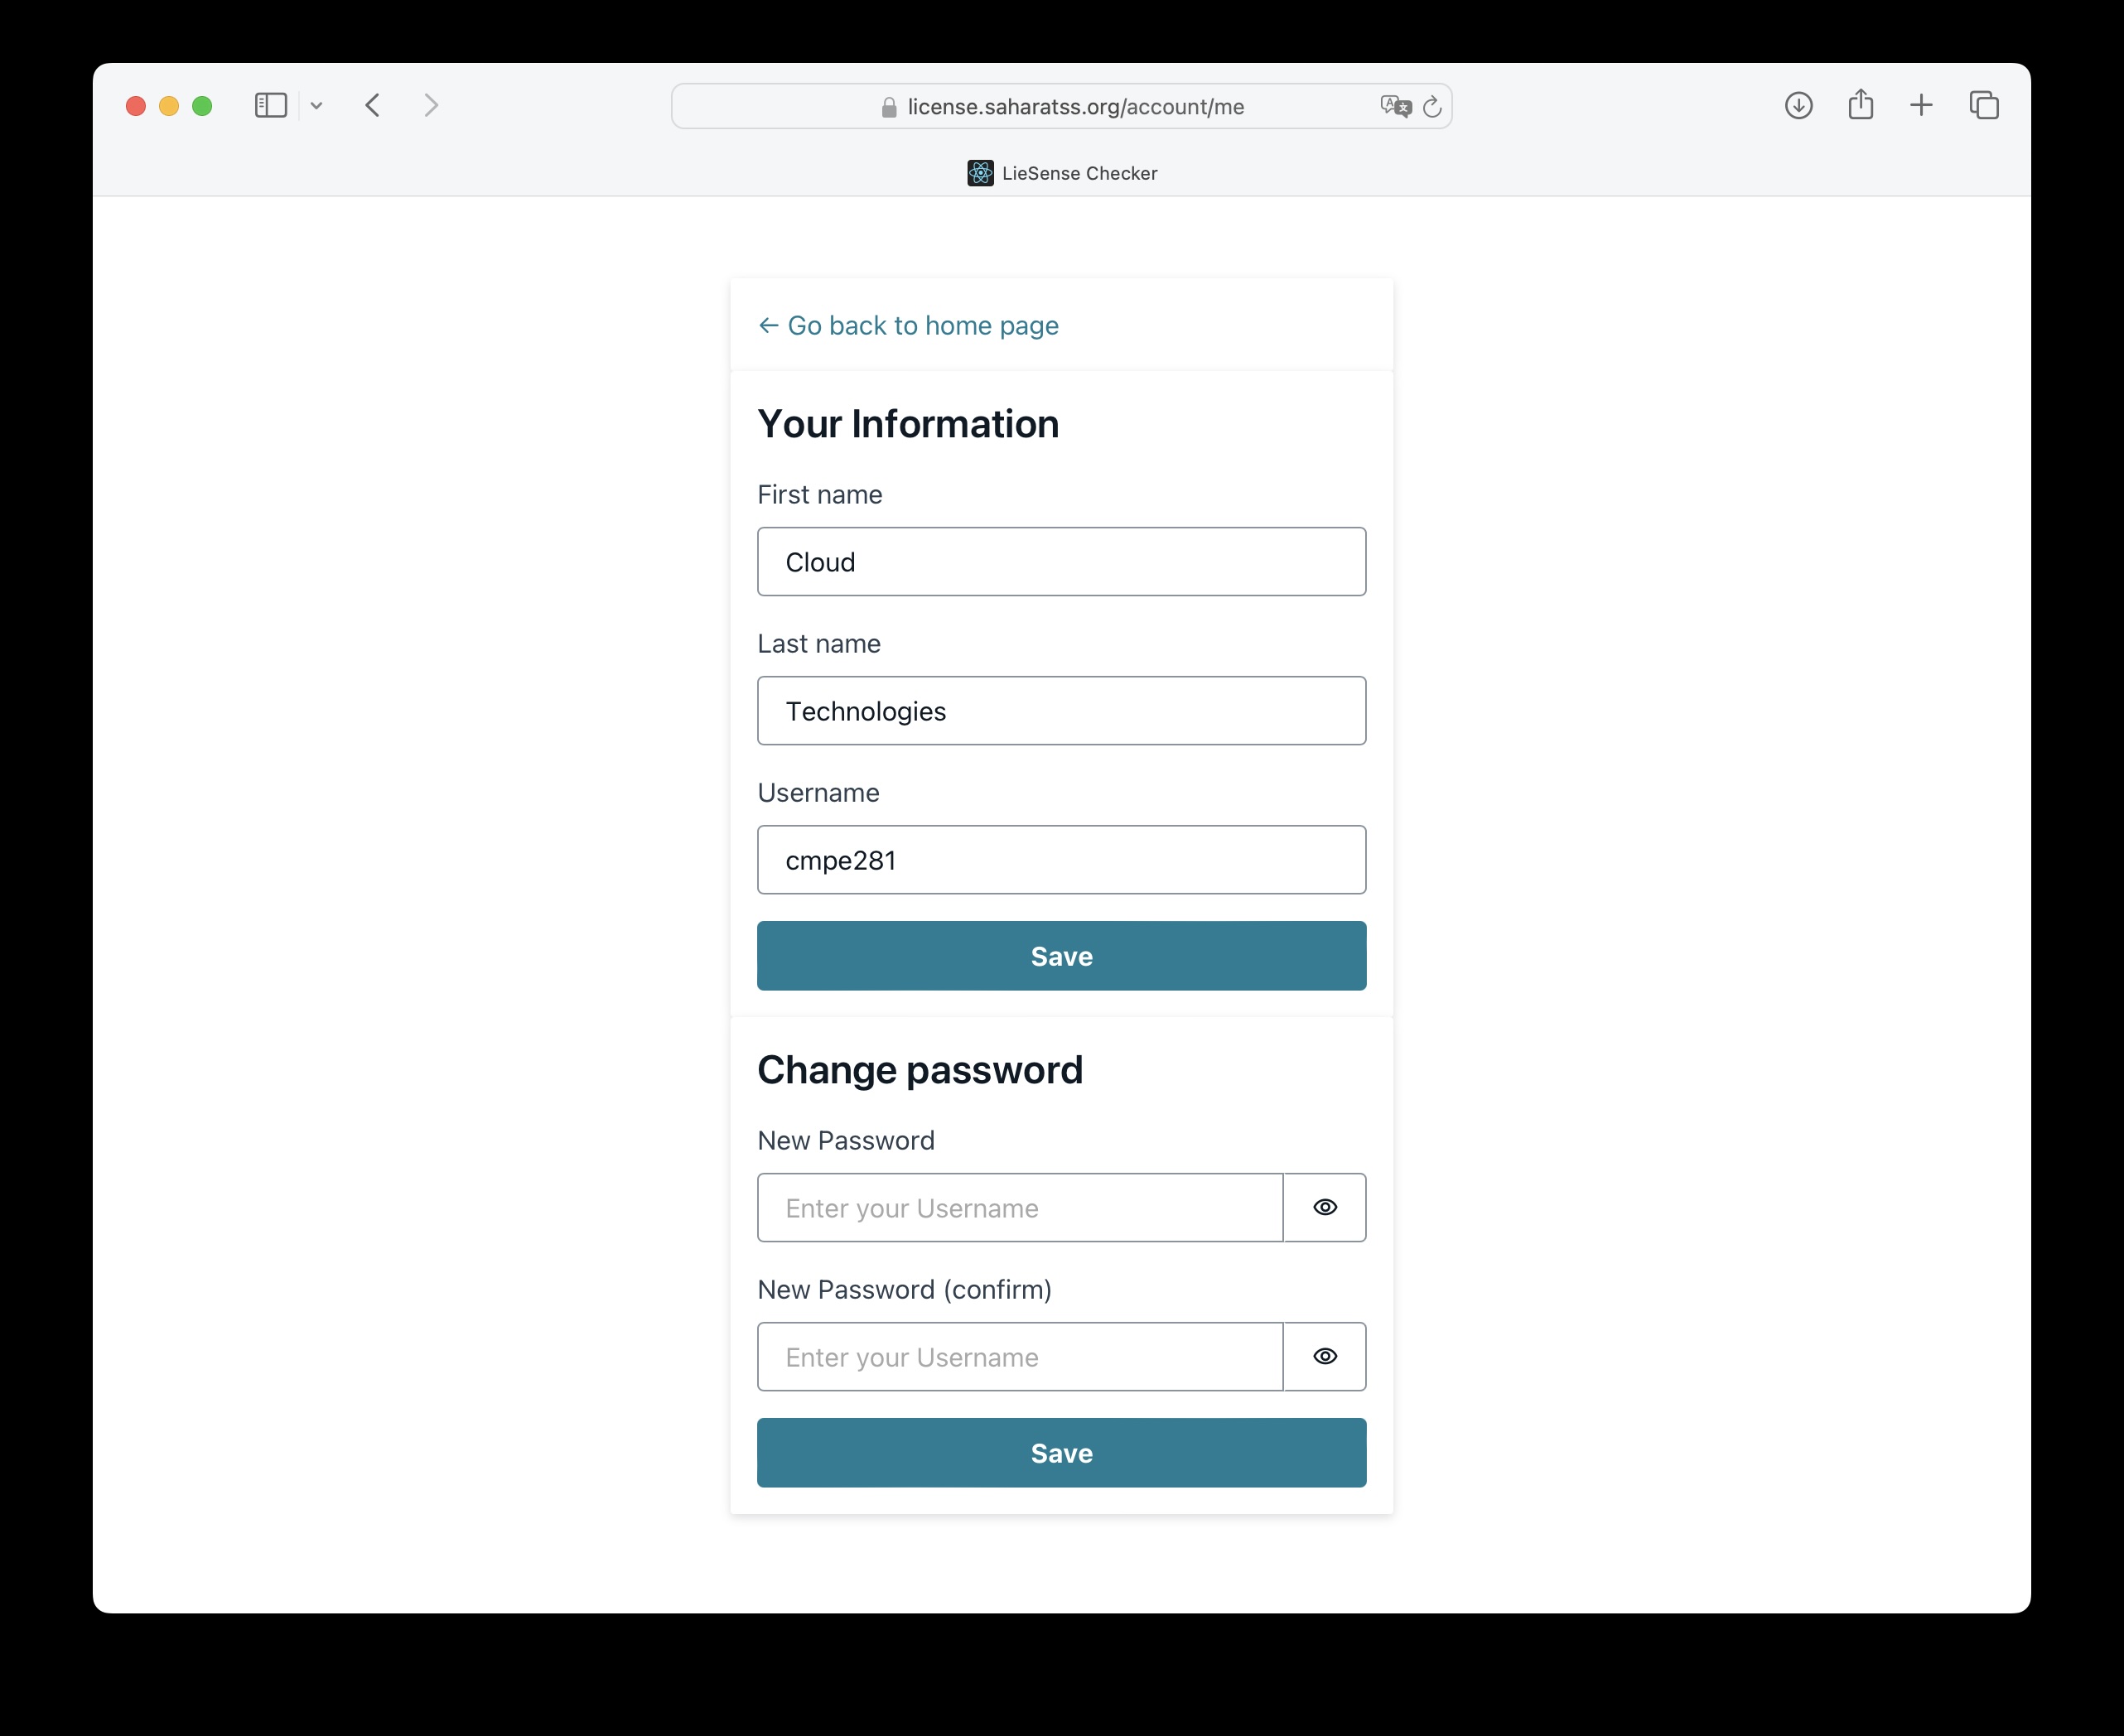 license.saharatss.org/account/me
LieSense Checker
← Go back to home page
Your Information
First name
Cloud
Last name
Technologies
Username
cmpe281
Save
Change password
New Password
Enter your Username
New Password (confirm)
Enter your Username
Save